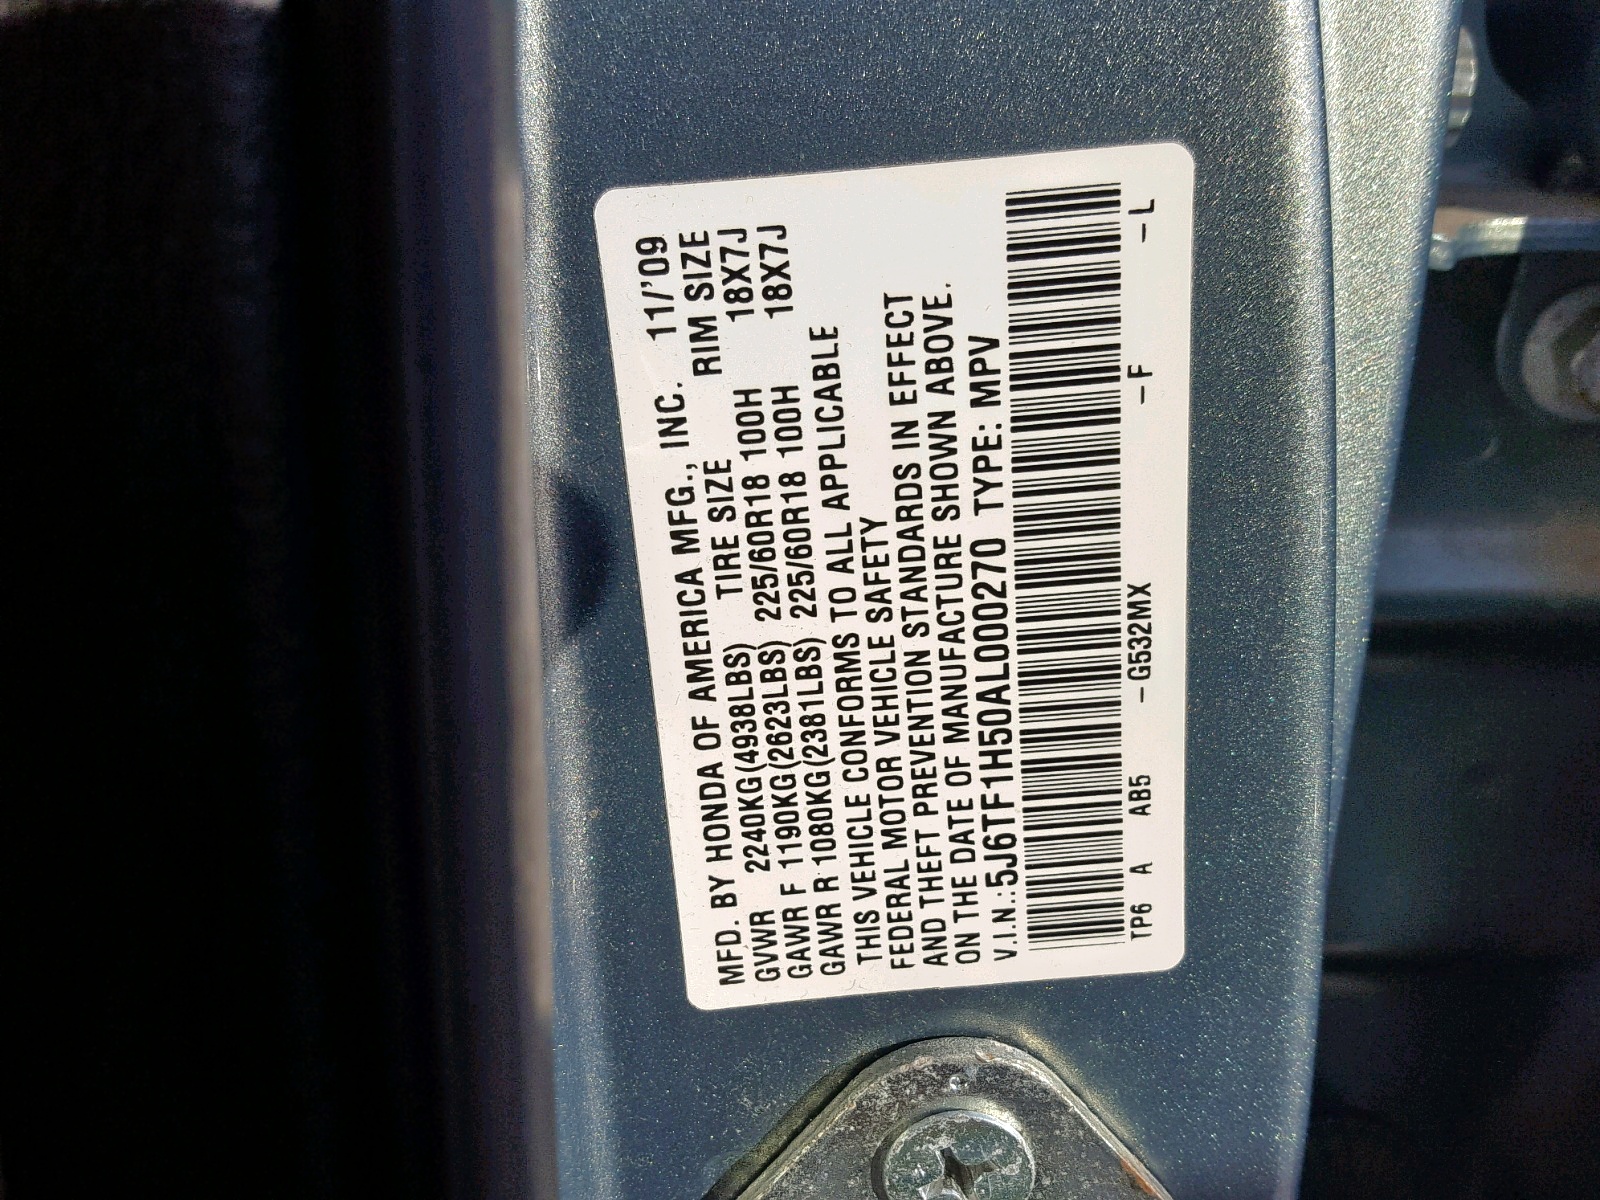 MFD. BY HONDA OF AMERICA MFG., INC. 11/'09
GVWR 2240KG(4938LBS) TIRE SIZE RIM SIZE
GAWR F 1190KG(2623LBS) 225/60R18 100H 18X7J
GAWR R 1080KG(2381LBS) 225/60R18 100H 18X7J
THIS VEHICLE CONFORMS TO ALL APPLICABLE
FEDERAL MOTOR VEHICLE SAFETY
AND THEFT PREVENTION STANDARDS IN EFFECT
ON THE DATE OF MANUFACTURE SHOWN ABOVE.
V.I.N.:5J6TF1H50AL000270 TYPE: MPV
TP6 A AB5 -G532MX -F -L